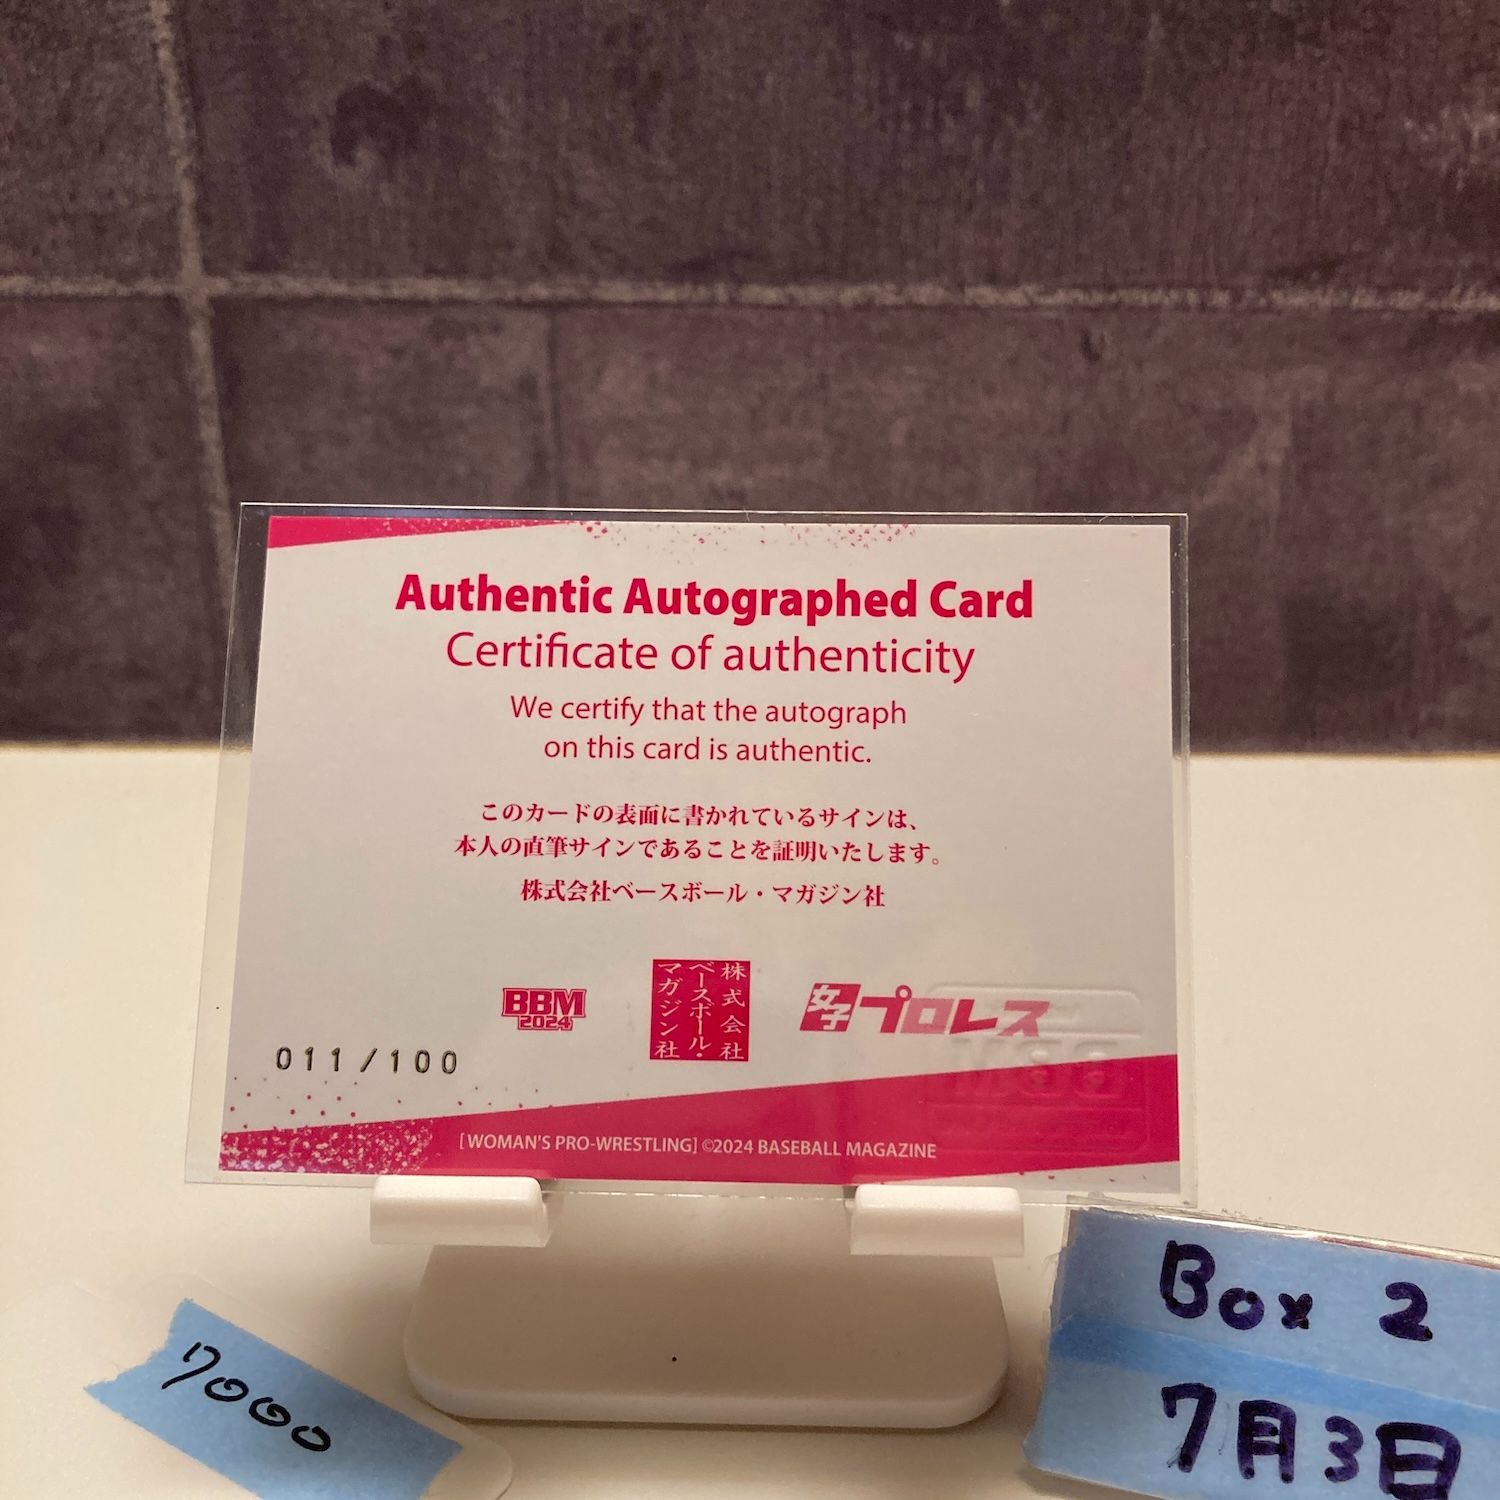 Authentic Autographed Card
Certificate of authenticity
We certify that the autograph
on this card is authentic.
このカードの表面に書かれているサインは、
本人の直筆サインであることを証明いたします。
株式会社ベースボール・マガジン社
BBM
2024
株式会社
ベースボール・
マガジン社
女子プロレス
011/100
[WOMAN'S PRO-WRESTLING] ©2024 BASEBALL MAGAZINE
7000
Box 2
7月3日